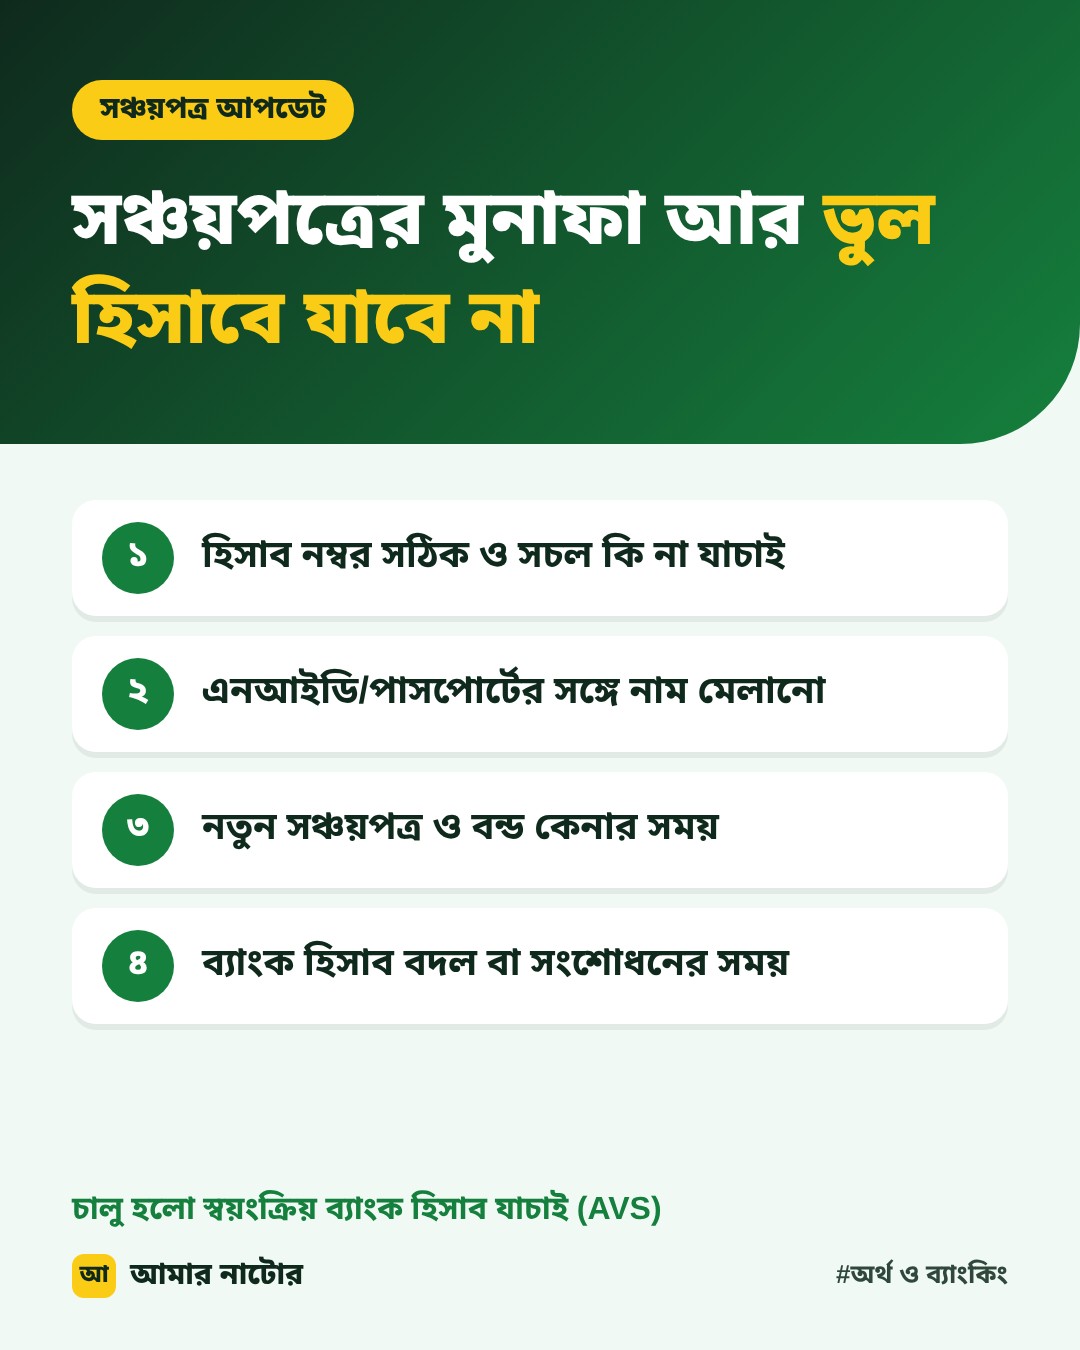 সঞ্চয়পত্র আপডেট
সঞ্চয়পত্রের মুনাফা আর ভুল
হিসাবে যাবে না
১ হিসাব নম্বর সঠিক ও সচল কি না যাচাই
২ এনআইডি/পাসপোর্টের সঙ্গে নাম মেলানো
৩ নতুন সঞ্চয়পত্র ও বন্ড কেনার সময়
৪ ব্যাংক হিসাব বদল বা সংশোধনের সময়
চালু হলো স্বয়ংক্রিয় ব্যাংক হিসাব যাচাই (AVS)
আ আমার নাটোর #অর্থ ও ব্যাংকিং